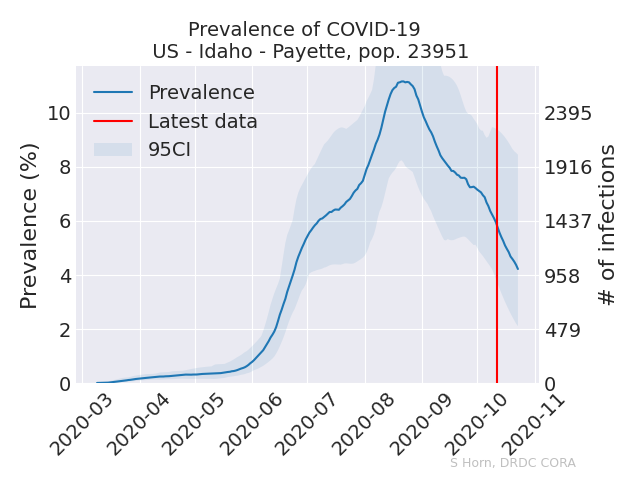 Prevalence of COVID-19
US - Idaho - Payette, pop. 23951
Prevalence
Latest data
95CI
Prevalence (%)
10
8
6
4
2
0
2395
1916
1437
958
479
0
# of infections
2020-03
2020-04
2020-05
2020-06
2020-07
2020-08
2020-09
2020-10
2020-11
S Horn, DRDC CORA